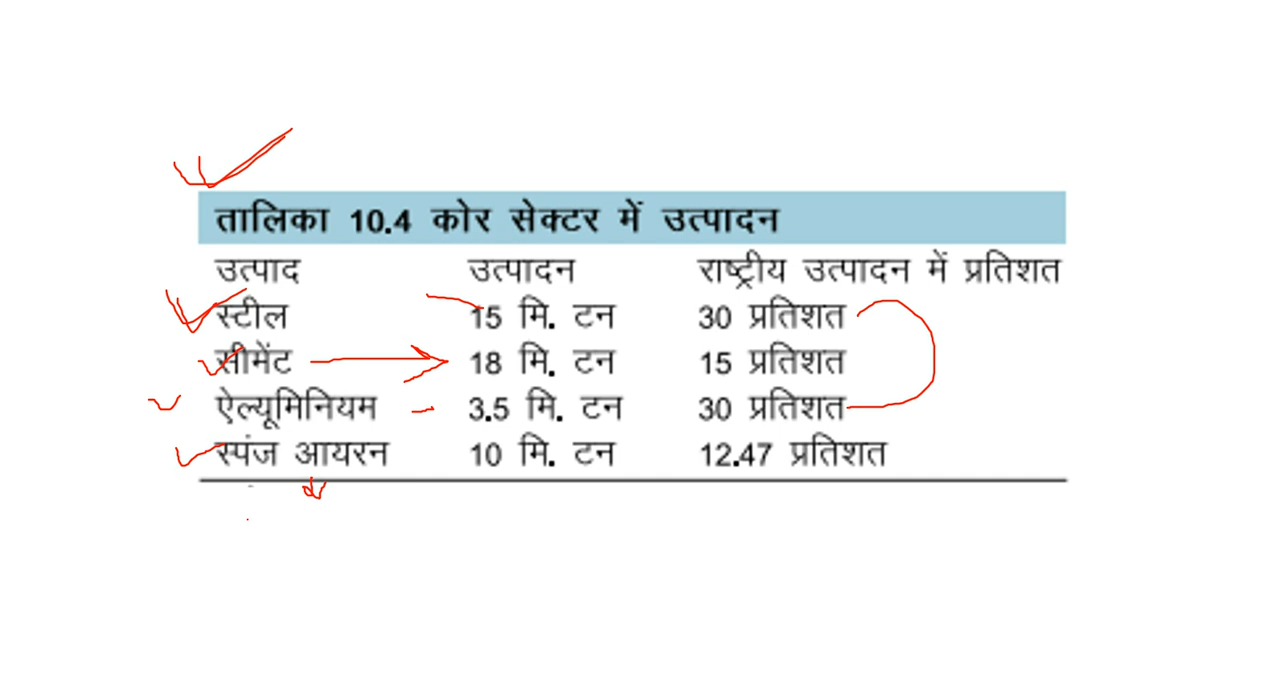 तालिका 10.4 कोर सेक्टर में उत्पादन
उत्पाद उत्पादन राष्ट्रीय उत्पादन में प्रतिशत
स्टील 15 मि. टन 30 प्रतिशत
सीमेंट 18 मि. टन 15 प्रतिशत
ऐल्यूमिनियम 3.5 मि. टन 30 प्रतिशत
स्पंज आयरन 10 मि. टन 12.47 प्रतिशत